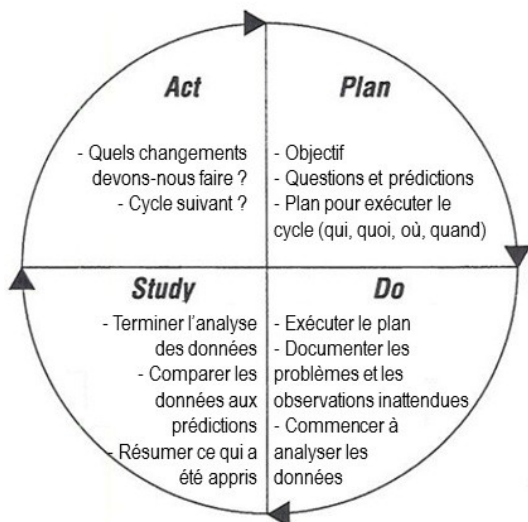 Act
- Quels changements
devons-nous faire ?
- Cycle suivant ?
Plan
- Objectif
- Questions et prédictions
- Plan pour exécuter le
cycle (qui, quoi, où, quand)
Study
- Terminer l'analyse
des données
- Comparer les
données aux
prédictions
- Résumer ce qui a
été appris
Do
- Exécuter le plan
- Documenter les
problèmes et les
observations inattendues
- Commencer à
analyser les
données